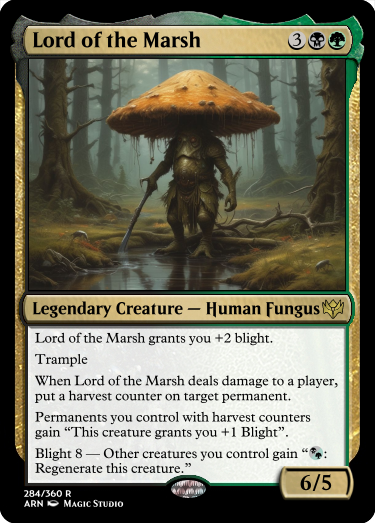 Lord of the Marsh 3
Legendary Creature — Human Fungus
Lord of the Marsh grants you +2 blight.
Trample
When Lord of the Marsh deals damage to a player,
put a harvest counter on target permanent.
Permanents you control with harvest counters
gain “This creature grants you +1 Blight”.
Blight 8 — Other creatures you control gain “:
Regenerate this creature.”
284/360 R
ARN Magic Studio
6/5